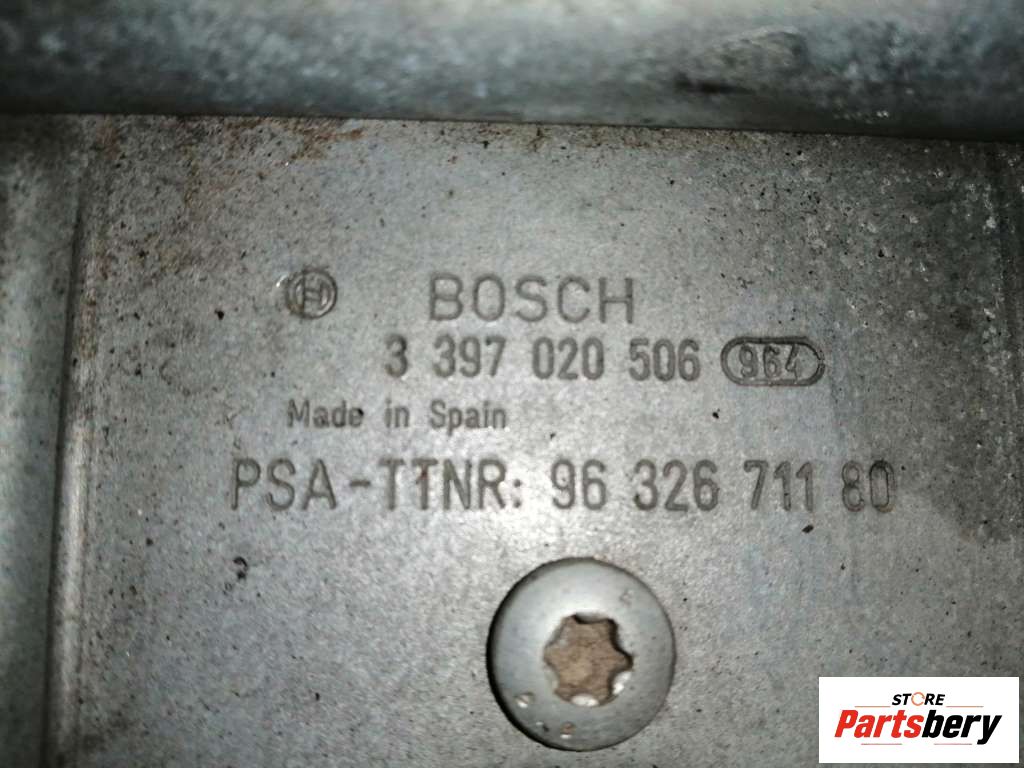 BOSCH
3 397 020 506 964
Made in Spain
PSA-TTNR: 96 326 711 80
STORE
Partsbery